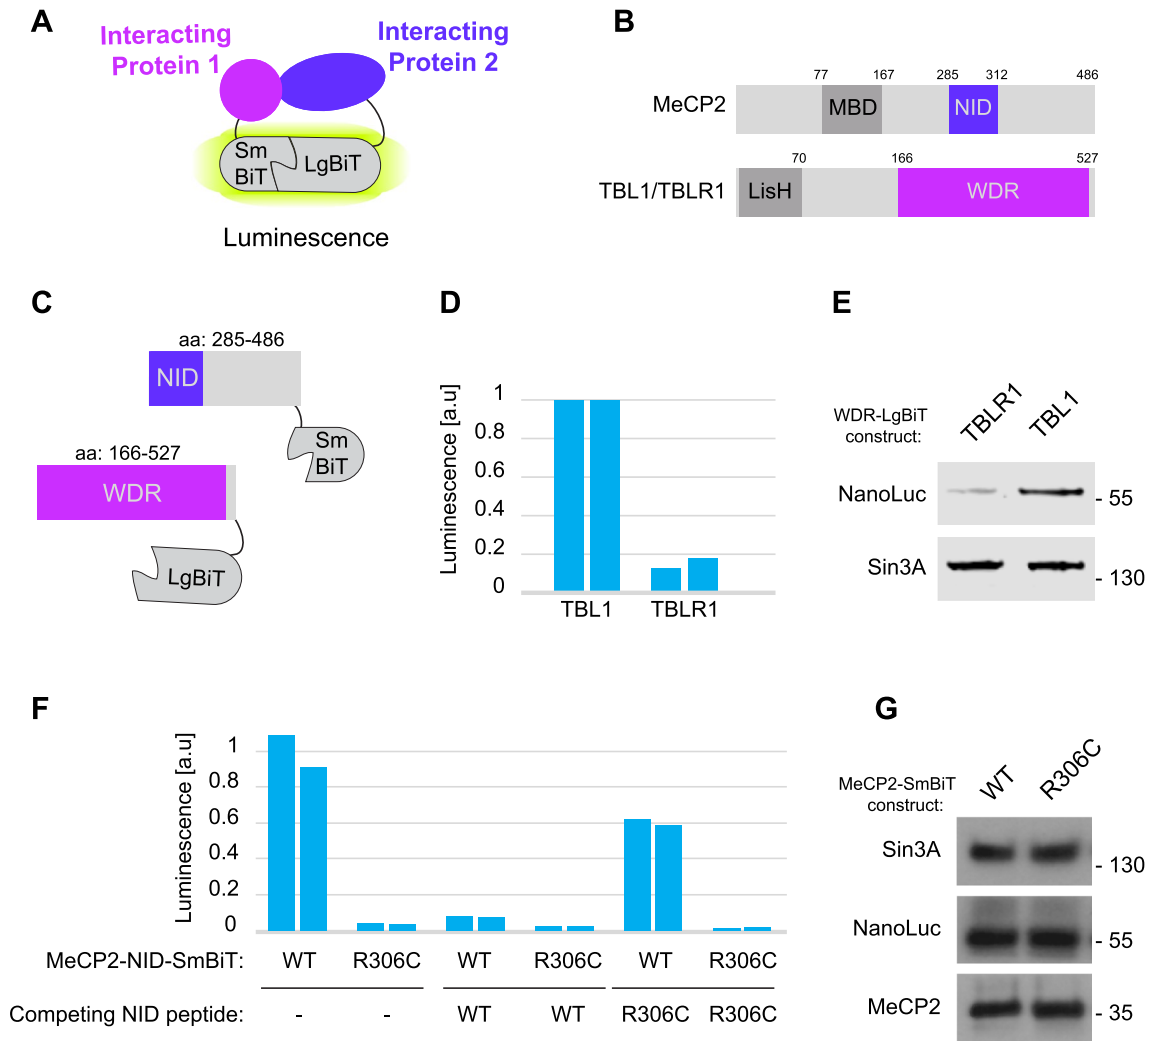 A
Interacting
Protein 1
Interacting
Protein 2
Sm
BiT
LgBiT
Luminescence
B
77 167 285 312 486
MeCP2 MBD NID
70 166 527
TBL1/TBLR1 LisH WDR
C
aa: 285-486
NID
Sm
BiT
aa: 166-527
WDR
LgBiT
D
Luminescence [a.u]
1
0.8
0.6
0.4
0.2
0
TBL1 TBLR1
E
WDR-LgBiT
construct:
TBLR1 TBL1
NanoLuc - 55
Sin3A - 130
F
Luminescence [a.u]
1
0.8
0.6
0.4
0.2
0
MeCP2-NID-SmBiT: WT R306C WT R306C WT R306C
Competing NID peptide: - - WT WT R306C R306C
G
MeCP2-SmBiT
construct:
WT R306C
Sin3A - 130
NanoLuc - 55
MeCP2 - 35